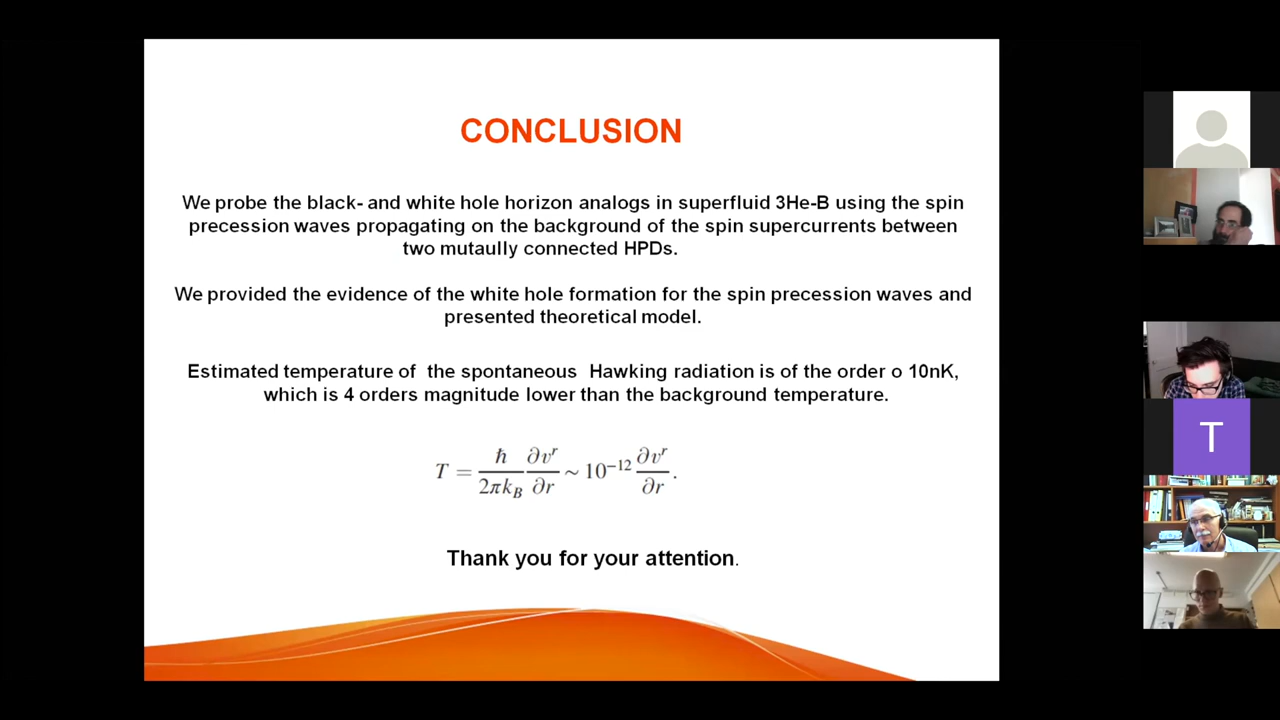 CONCLUSION
We probe the black- and white hole horizon analogs in superfluid 3He-B using the spin
precession waves propagating on the background of the spin supercurrents between
two mutaully connected HPDs.
We provided the evidence of the white hole formation for the spin precession waves and
presented theoretical model.
Estimated temperature of the spontaneous Hawking radiation is of the order o 10nK,
which is 4 orders magnitude lower than the background temperature.
T = ħ/2πk_B ∂v^r/∂r ~ 10^−12 ∂v^r/∂r .
Thank you for your attention.
T